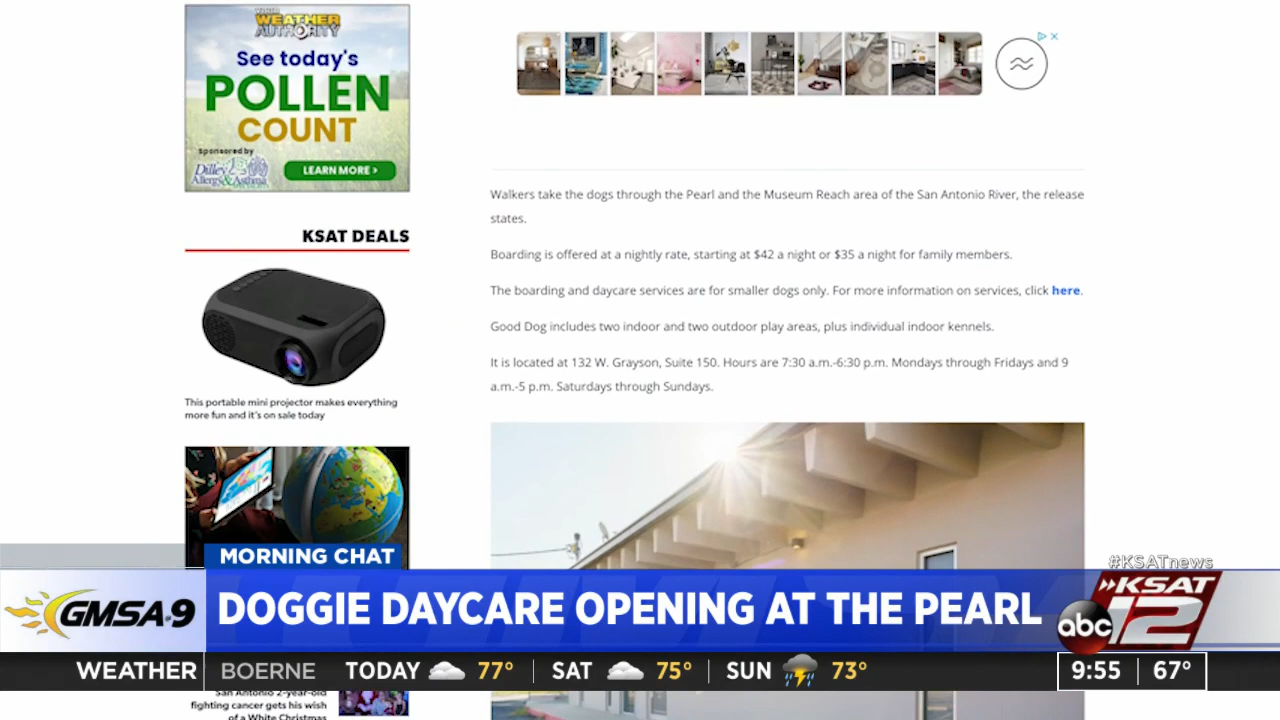 YOUR
WEATHER
AUTHORITY
See today's
POLLEN
COUNT
Sponsored by
Dilley
Allergy & Asthma
LEARN MORE >
KSAT DEALS
This portable mini projector makes everything
more fun and it's on sale today
Walkers take the dogs through the Pearl and the Museum Reach area of the San Antonio River, the release
states.
Boarding is offered at a nightly rate, starting at $42 a night or $35 a night for family members.
The boarding and daycare services are for smaller dogs only. For more information on services, click here.
Good Dog includes two indoor and two outdoor play areas, plus individual indoor kennels.
It is located at 132 W. Grayson, Suite 150. Hours are 7:30 a.m.-6:30 p.m. Mondays through Fridays and 9
a.m.-5 p.m. Saturdays through Sundays.
MORNING CHAT
#KSATnews
GMSA@9
DOGGIE DAYCARE OPENING AT THE PEARL
abc KSAT 12
WEATHER BOERNE TODAY 77° SAT 75° SUN 73° 9:55 67°
San Antonio 2-year-old
fighting cancer gets his wish
of a White Christmas